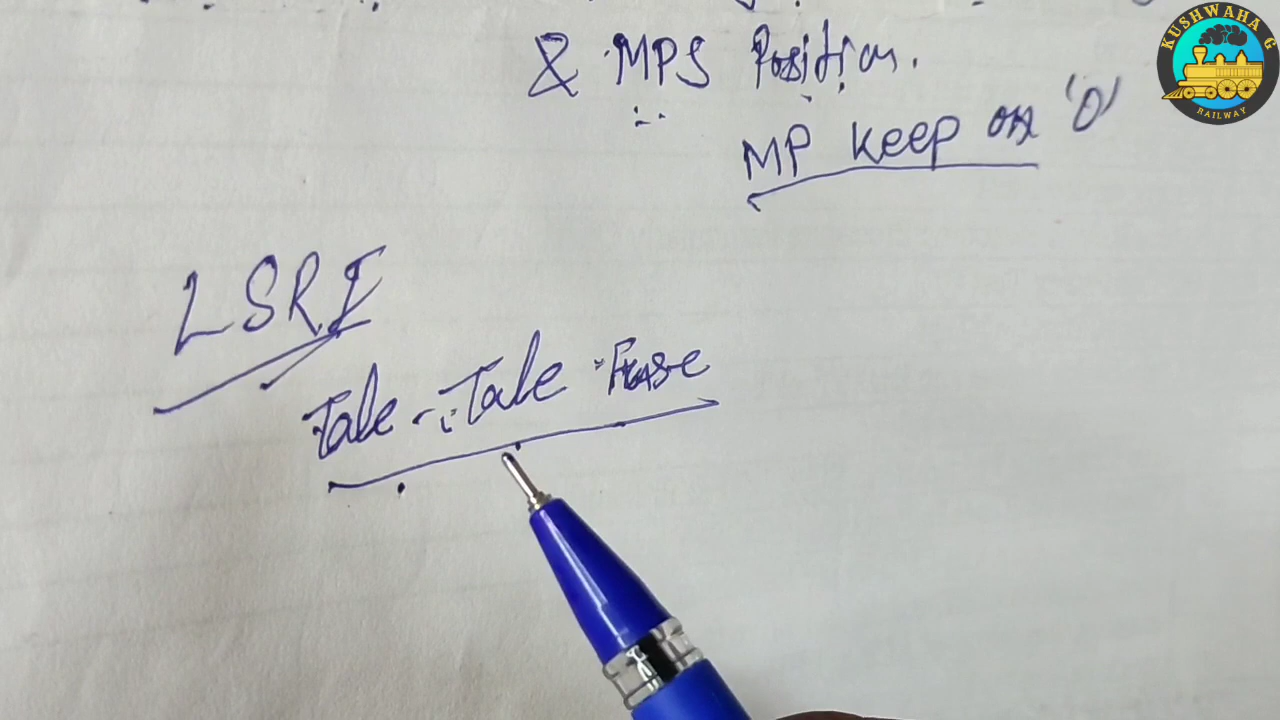 & MPS Position.
MP Keep on '0'
LSRI
Tale - Tale Fuse
KUSHWAHA G
RAILWAY